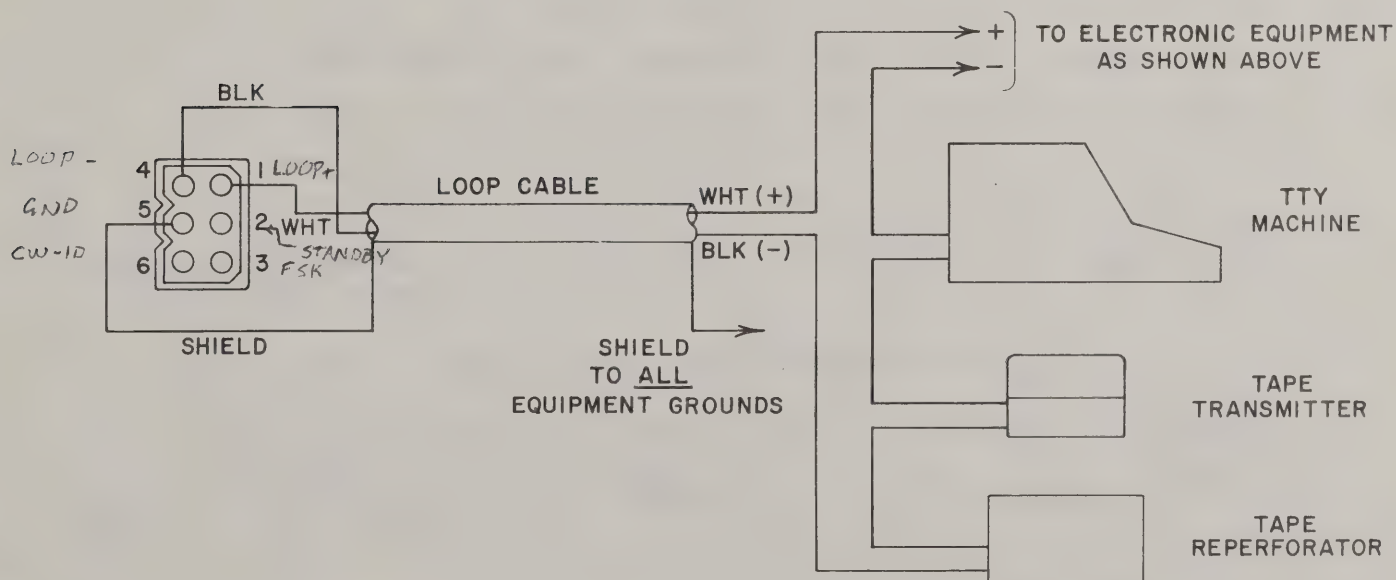 + TO ELECTRONIC EQUIPMENT
- AS SHOWN ABOVE
BLK
LOOP -
GND
CW-ID
4
5
6
1 LOOP+
2 WHT
STANDBY
3
FSK
LOOP CABLE
WHT (+)
BLK (-)
SHIELD
SHIELD
TO ALL
EQUIPMENT GROUNDS
TTY
MACHINE
TAPE
TRANSMITTER
TAPE
REPERFORATOR